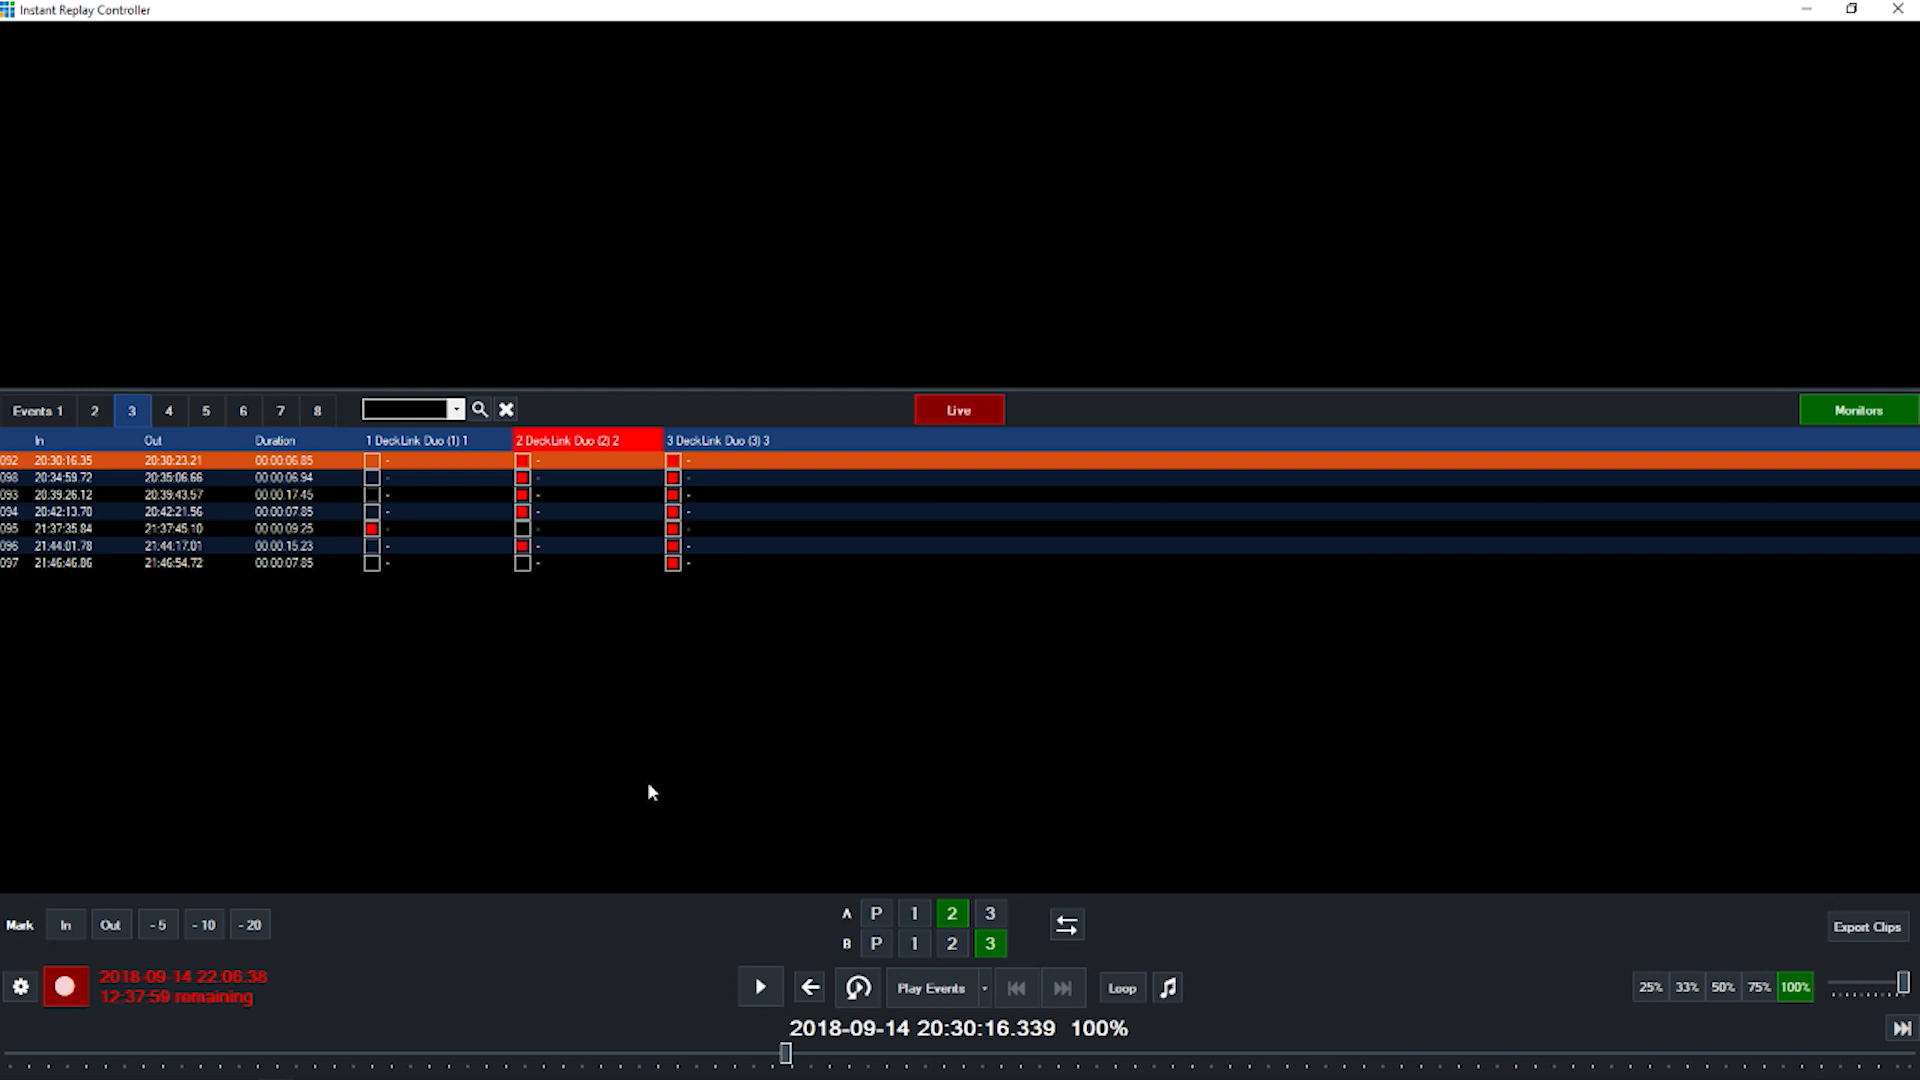 Instant Replay Controller
Events 1 2 3 4 5 6 7 8 Live Monitors
In Out Duration 1 DeckLink Duo (1) 1 2 DeckLink Duo (2) 2 3 DeckLink Duo (3) 3
092 20:30:16.35 20:30:23.21 00:00:06.85 - - -
098 20:34:59.72 20:35:06.66 00:00:06.94 - - -
093 20:39:26.12 20:39:43.57 00:00:17.45 - - -
094 20:42:13.70 20:42:21.56 00:00:07.85 - - -
095 21:37:35.84 21:37:45.10 00:00:09.25 - - -
096 21:44:01.78 21:44:17.01 00:00:15.23 - - -
097 21:46:46.86 21:46:54.72 00:00:07.85 - - -
Mark In Out - 5 - 10 - 20
A P 1 2 3
B P 1 2 3
Export Clips
2018-09-14 22:06:38
12:37:59 remaining
Play Events Loop 25% 33% 50% 75% 100%
2018-09-14 20:30:16.339 100%